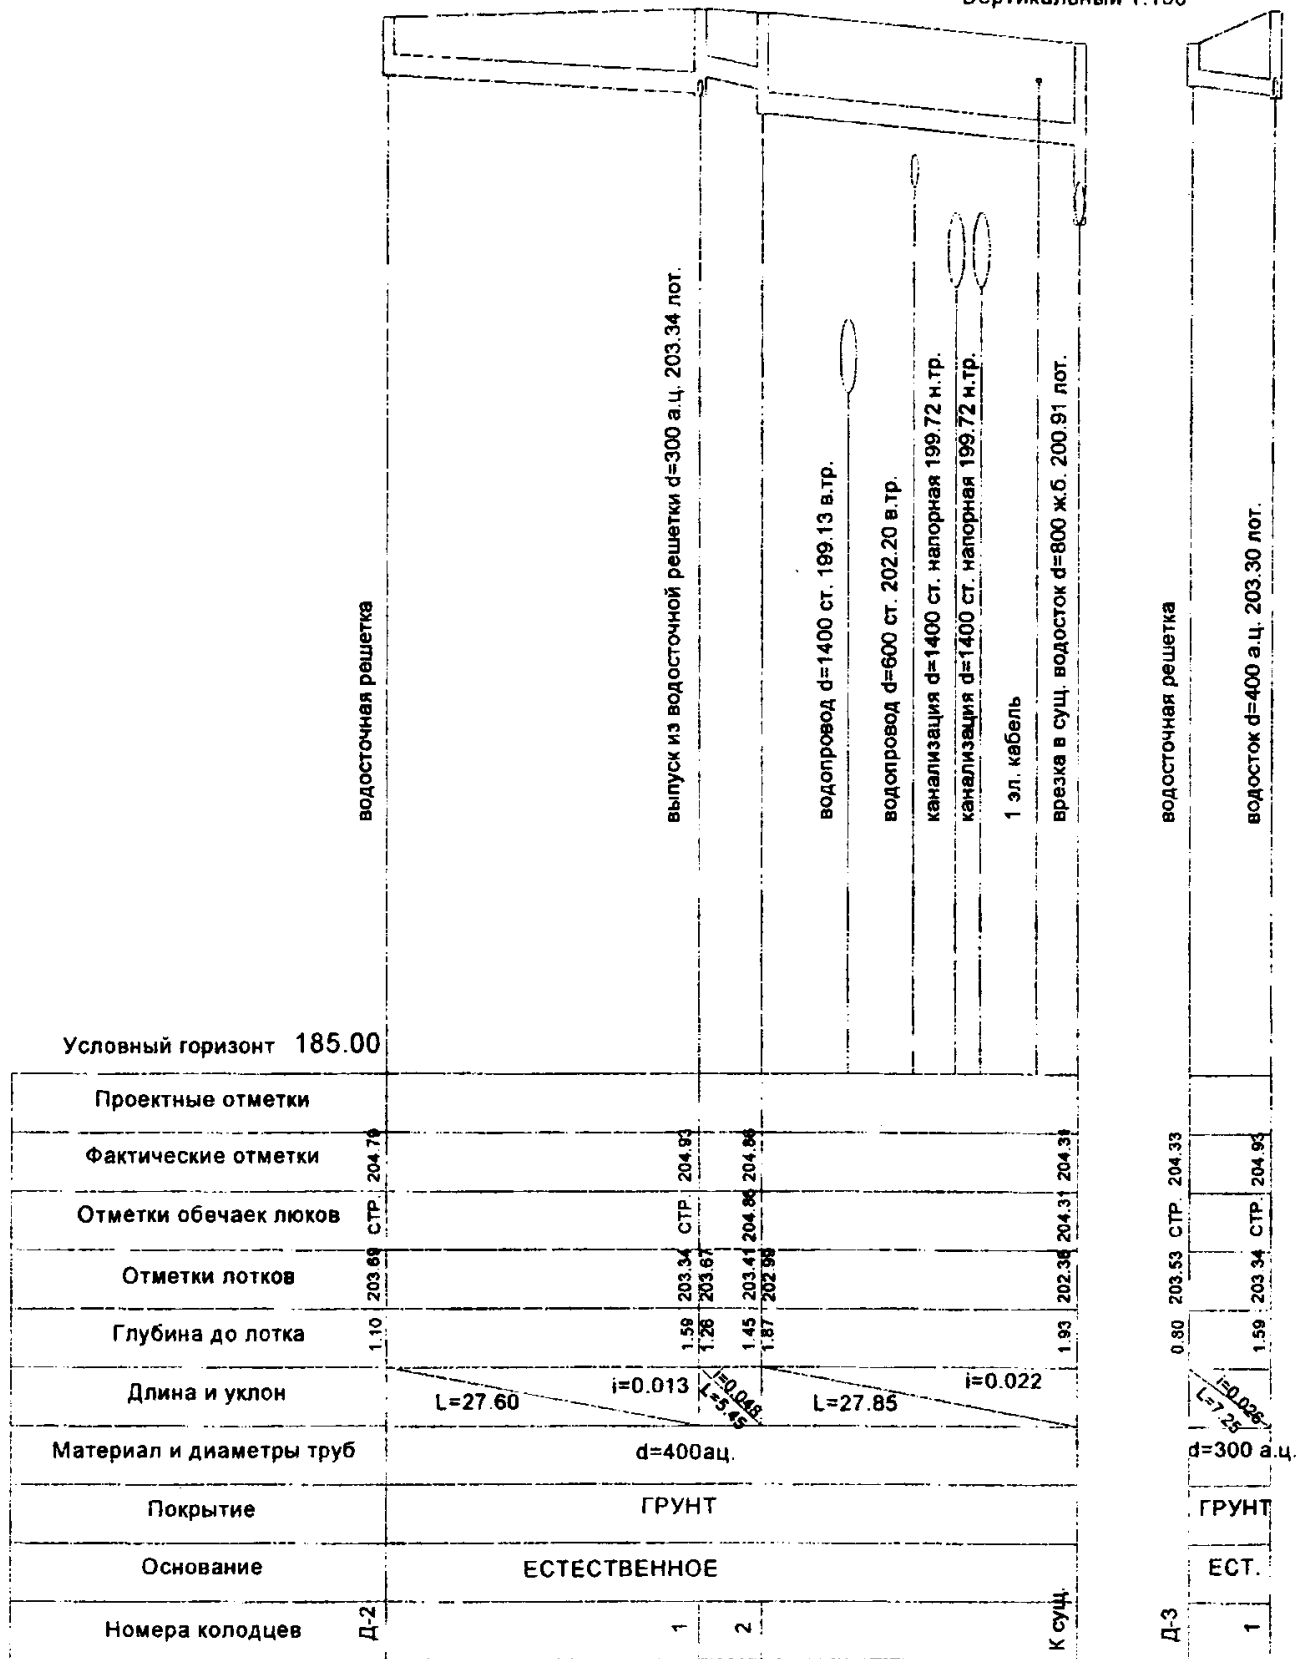 Вертикальный 1:100
водосточная решетка
выпуск из водосточной решетки d=300 а.ц. 203.34 лот.
водопровод d=1400 ст. 199.13 в.тр.
водопровод d=600 ст. 202.20 в.тр.
канализация d=1400 ст. напорная 199.72 н.тр.
канализация d=1400 ст. напорная 199.72 н.тр.
1 эл. кабель
врезка в сущ. водосток d=800 ж.б. 200.91 лот.
водосточная решетка
водосток d=400 а.ц. 203.30 лот.
Условный горизонт 185.00
Проектные отметки
Фактические отметки 204.79 204.93 204.86 204.31 204.33 204.93
Отметки обечаек люков СТР. СТР. 204.86 204.31 СТР. СТР.
Отметки лотков 203.69 203.34 203.67 203.41 202.99 202.38 203.53 203.34
Глубина до лотка 1.10 1.59 1.26 1.45 1.87 1.93 0.80 1.59
Длина и уклон L=27.60 i=0.013 i=0.048 L=5.45 L=27.85 i=0.022 i=0.026 L=7.25
Материал и диаметры труб d=400ац. d=300 а.ц.
Покрытие ГРУНТ ГРУНТ
Основание ЕСТЕСТВЕННОЕ ЕСТ.
Номера колодцев Д-2 1 2 К сущ. Д-3 1